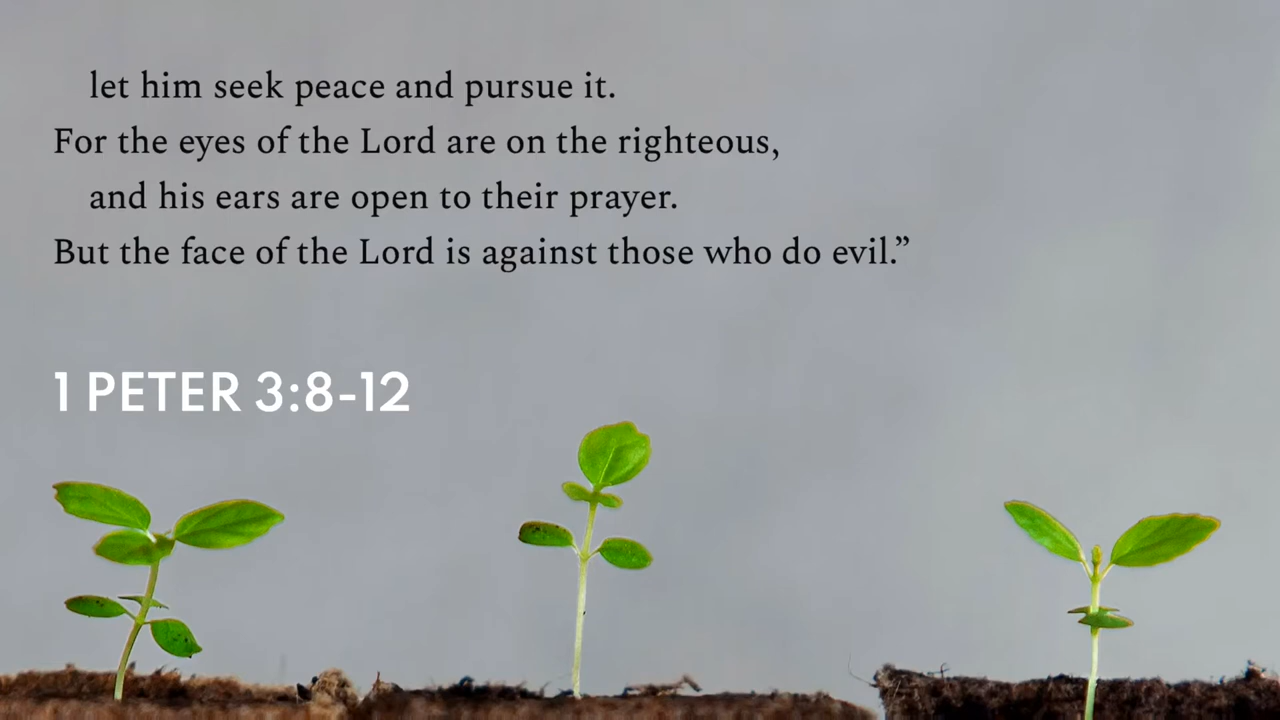 let him seek peace and pursue it.
For the eyes of the Lord are on the righteous,
and his ears are open to their prayer.
But the face of the Lord is against those who do evil.”
1 PETER 3:8-12